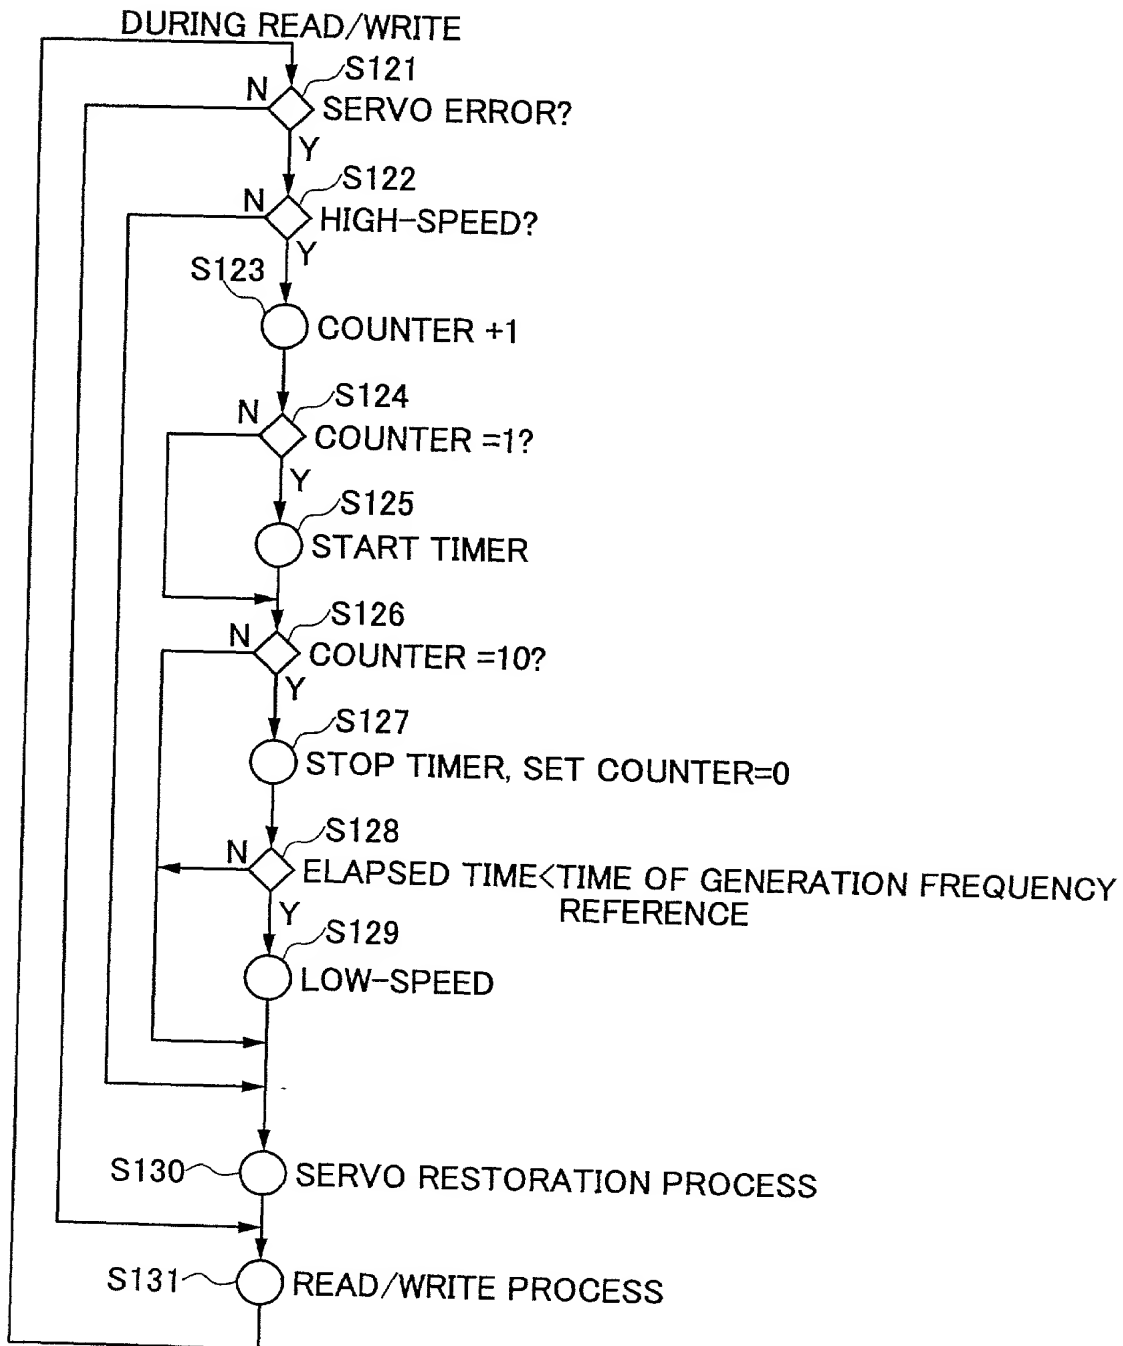 DURING READ/WRITE
S121
N
SERVO ERROR?
Y
S122
N
HIGH-SPEED?
Y
S123
COUNTER +1
S124
N
COUNTER =1?
Y
S125
START TIMER
S126
N
COUNTER =10?
Y
S127
STOP TIMER, SET COUNTER=0
S128
N
ELAPSED TIME<TIME OF GENERATION FREQUENCY
REFERENCE
Y
S129
LOW-SPEED
S130
SERVO RESTORATION PROCESS
S131
READ/WRITE PROCESS